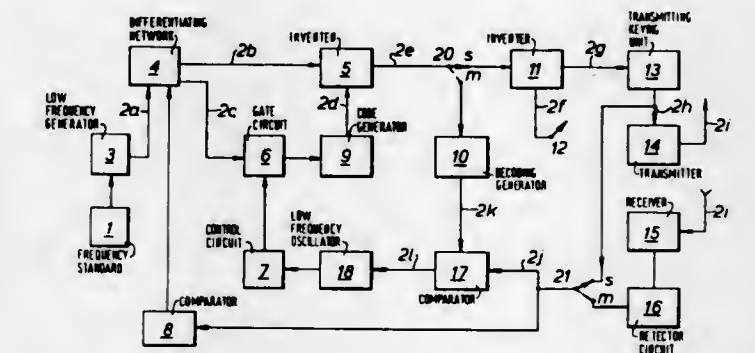 DIFFERENTIATING
NETWORK
4
2b
INVERTER
5
2e
20
s
m
INVERTER
11
2g
TRANSMITTING
KEYING
UNIT
13
2a
2c
2d
2f
12
2h
LOW
FREQUENCY
GENERATOR
3
GATE
CIRCUIT
6
CODE
GENERATOR
9
10
DECODING
GENERATOR
14
TRANSMITTER
2i
1
FREQUENCY
STANDARD
CONTROL
CIRCUIT
7
LOW
FREQUENCY
OSCILLATOR
18
2l
2k
17
COMPARATOR
2j
21
s
m
RECEIVER
15
2i
COMPARATOR
8
16
DETECTOR
CIRCUIT